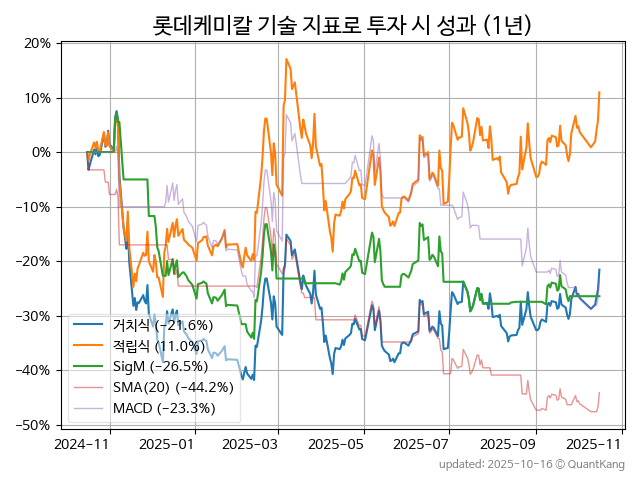 롯데케미칼 기술 지표로 투자 시 성과 (1년)
20%
10%
0%
−10%
−20%
−30%
−40%
−50%
거치식 (−21.6%)
적립식 (11.0%)
SigM (−26.5%)
SMA(20) (−44.2%)
MACD (−23.3%)
2024−11
2025−01
2025−03
2025−05
2025−07
2025−09
2025−11
updated: 2025-10-16 © QuantKang